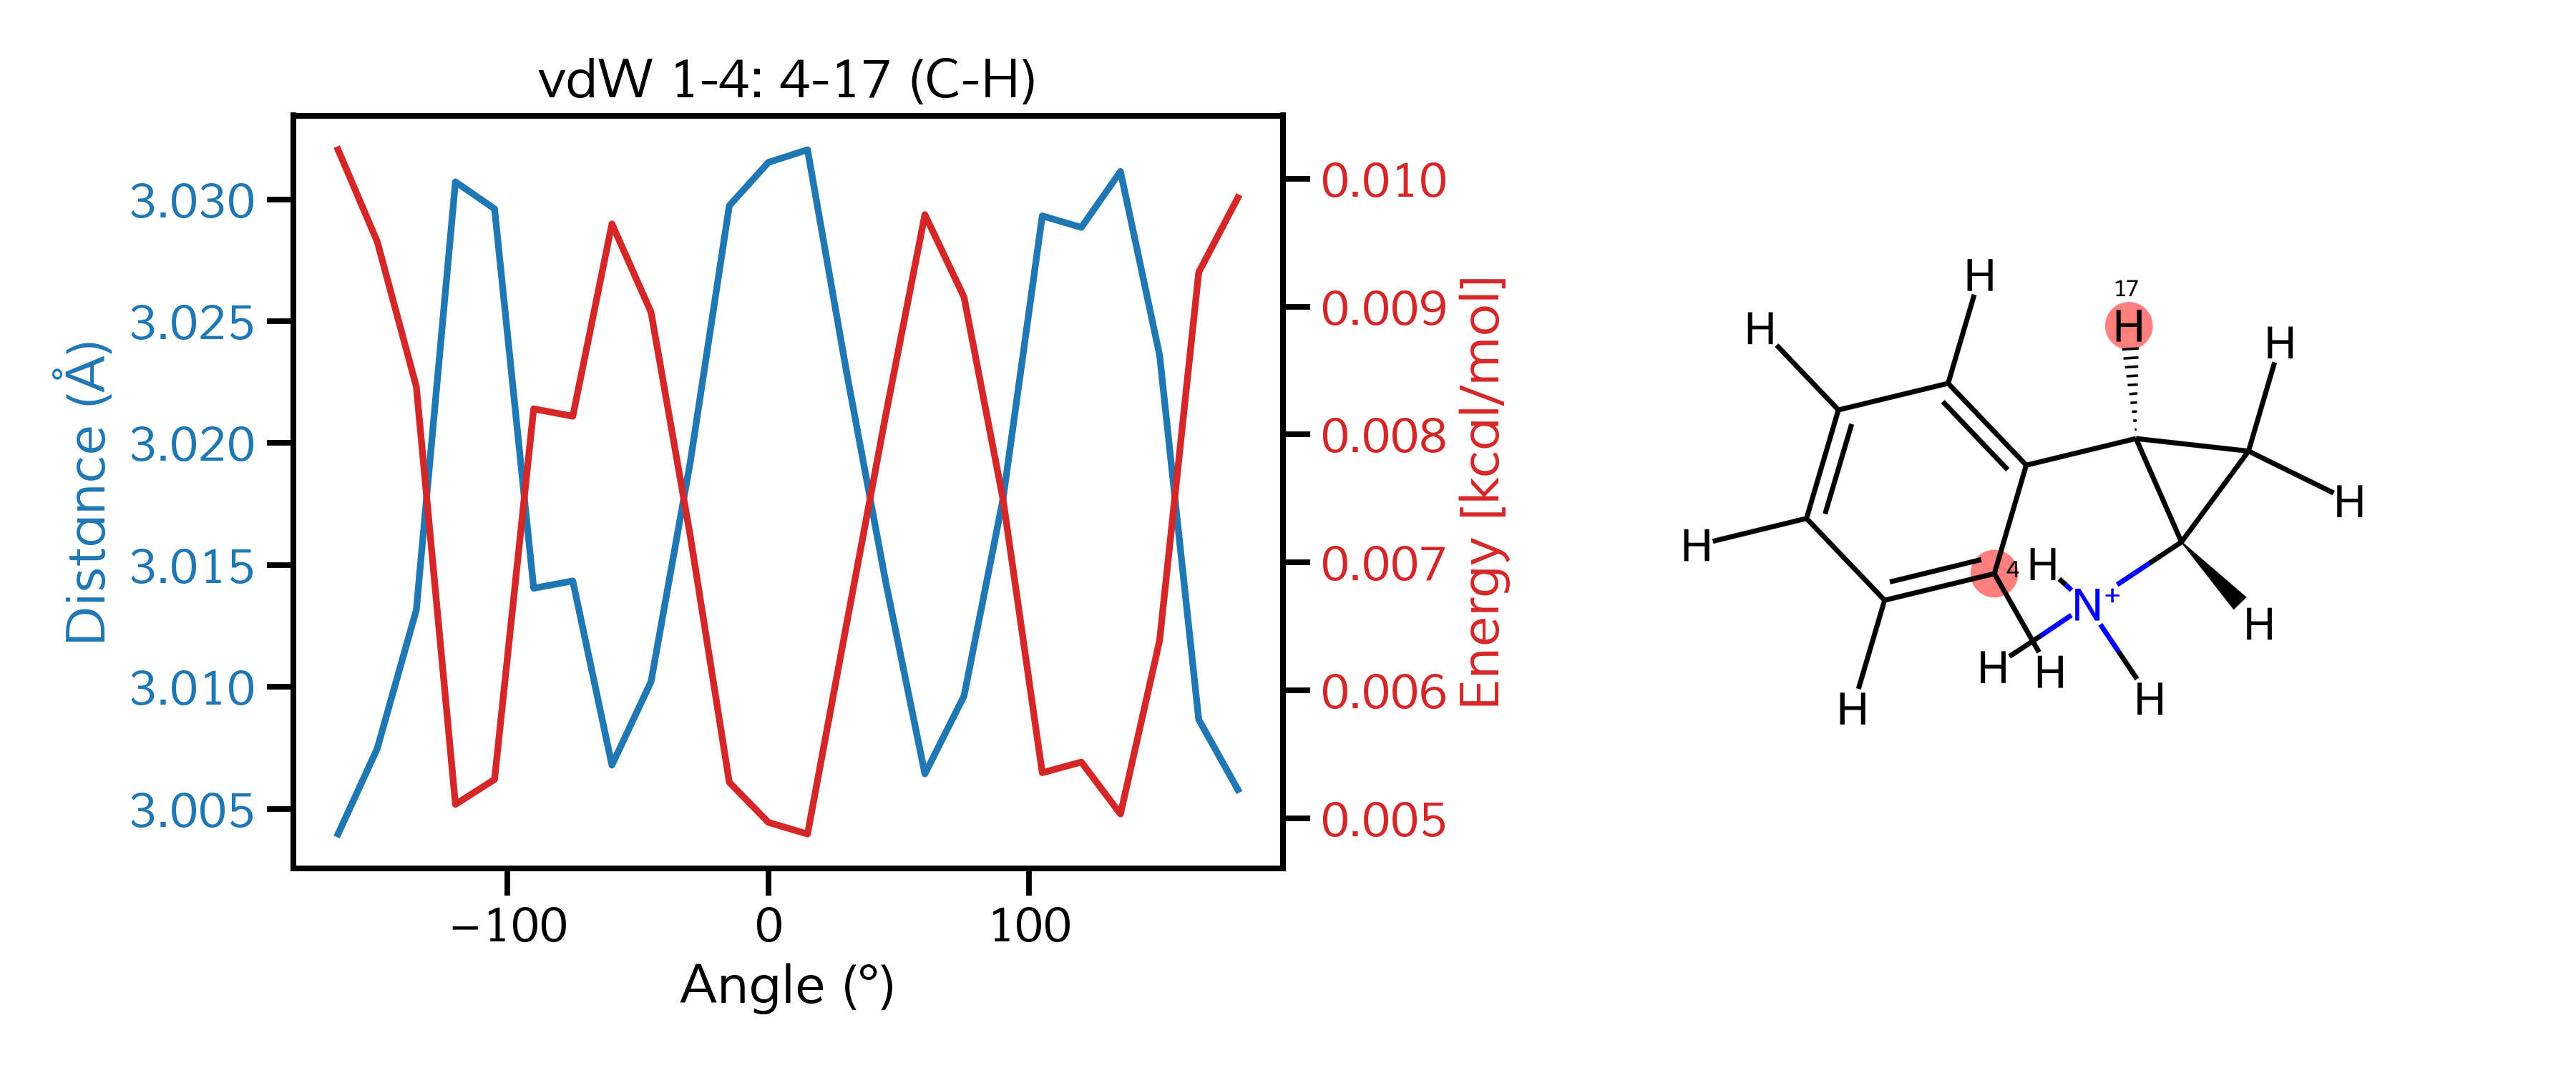 vdW 1-4: 4-17 (C-H)
Distance (Å)
3.030
3.025
3.020
3.015
3.010
3.005
0.010
0.009
0.008
0.007
0.006
0.005
Energy [kcal/mol]
−100 0 100
Angle (°)
H
17
H
H
H
H
H
4
H
H
N+
H
H
H
H
H